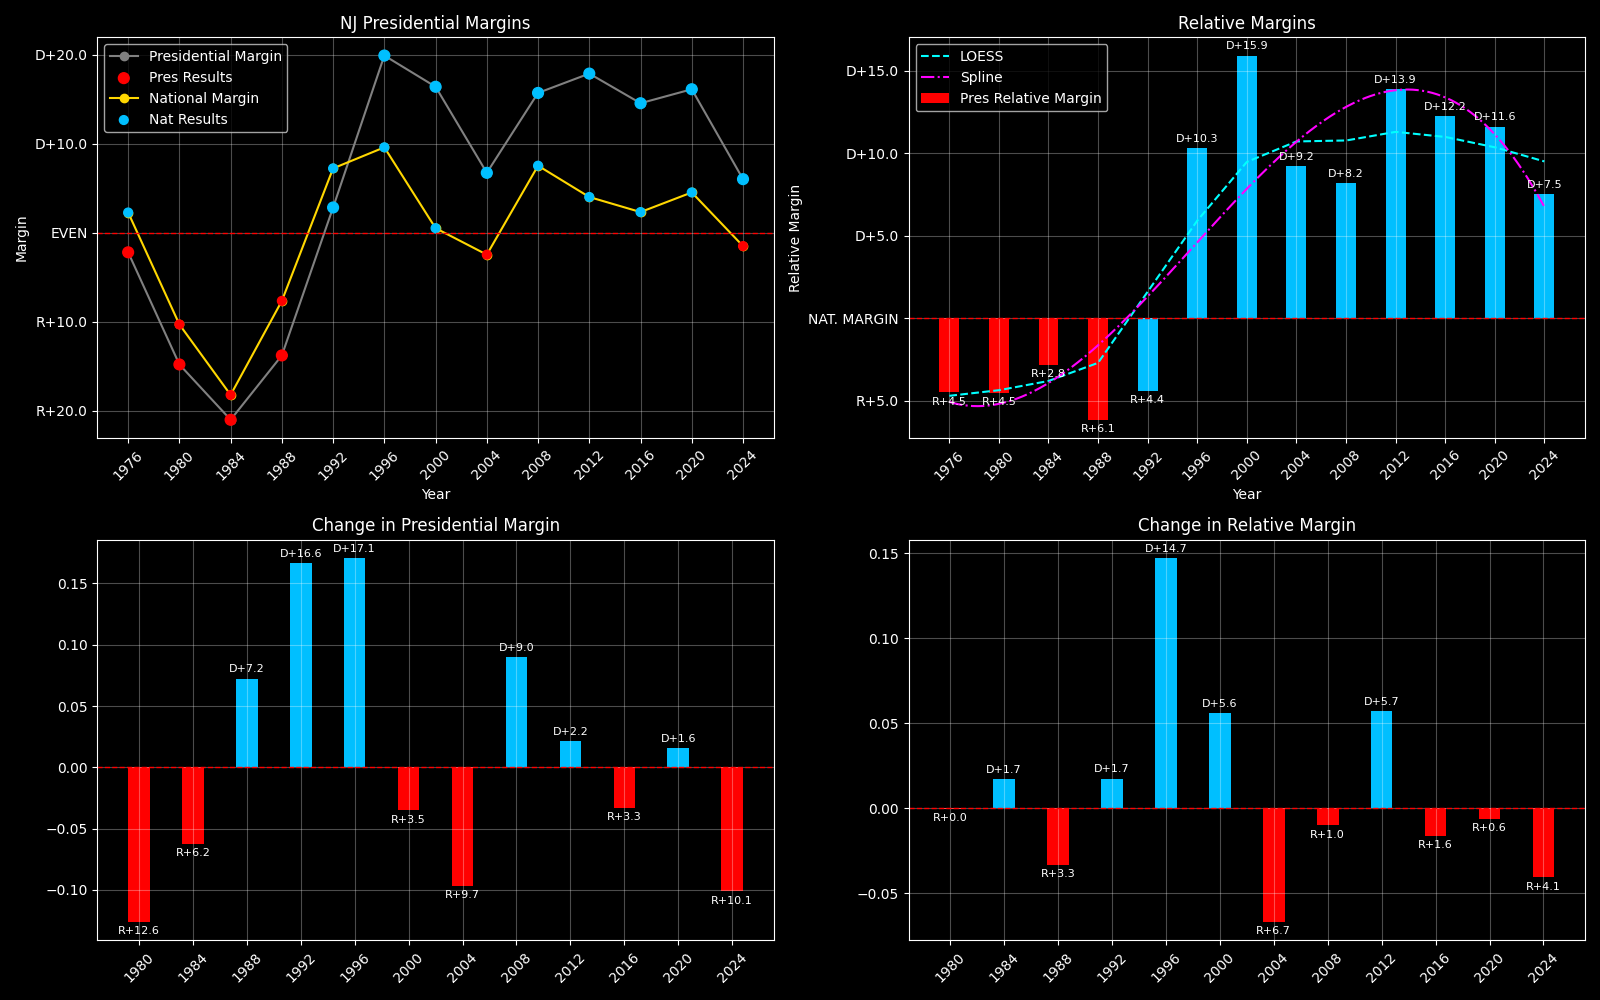 NJ Presidential Margins
Presidential Margin
Pres Results
National Margin
Nat Results
D+20.0
D+10.0
EVEN
R+10.0
R+20.0
Margin
1976
1980
1984
1988
1992
1996
2000
2004
2008
2012
2016
2020
2024
Year
Relative Margins
LOESS
Spline
Pres Relative Margin
D+15.0
D+10.0
D+5.0
NAT. MARGIN
R+5.0
Relative Margin
R+4.5
R+4.5
R+2.8
R+6.1
R+4.4
D+10.3
D+15.9
D+9.2
D+8.2
D+13.9
D+12.2
D+11.6
D+7.5
1976
1980
1984
1988
1992
1996
2000
2004
2008
2012
2016
2020
2024
Year
Change in Presidential Margin
0.15
0.10
0.05
0.00
−0.05
−0.10
R+12.6
R+6.2
D+7.2
D+16.6
D+17.1
R+3.5
R+9.7
D+9.0
D+2.2
R+3.3
D+1.6
R+10.1
1980
1984
1988
1992
1996
2000
2004
2008
2012
2016
2020
2024
Change in Relative Margin
0.15
0.10
0.05
0.00
−0.05
R+0.0
D+1.7
R+3.3
D+1.7
D+14.7
D+5.6
R+6.7
R+1.0
D+5.7
R+1.6
R+0.6
R+4.1
1980
1984
1988
1992
1996
2000
2004
2008
2012
2016
2020
2024